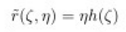 r̃(ζ, η) = ηh(ζ)